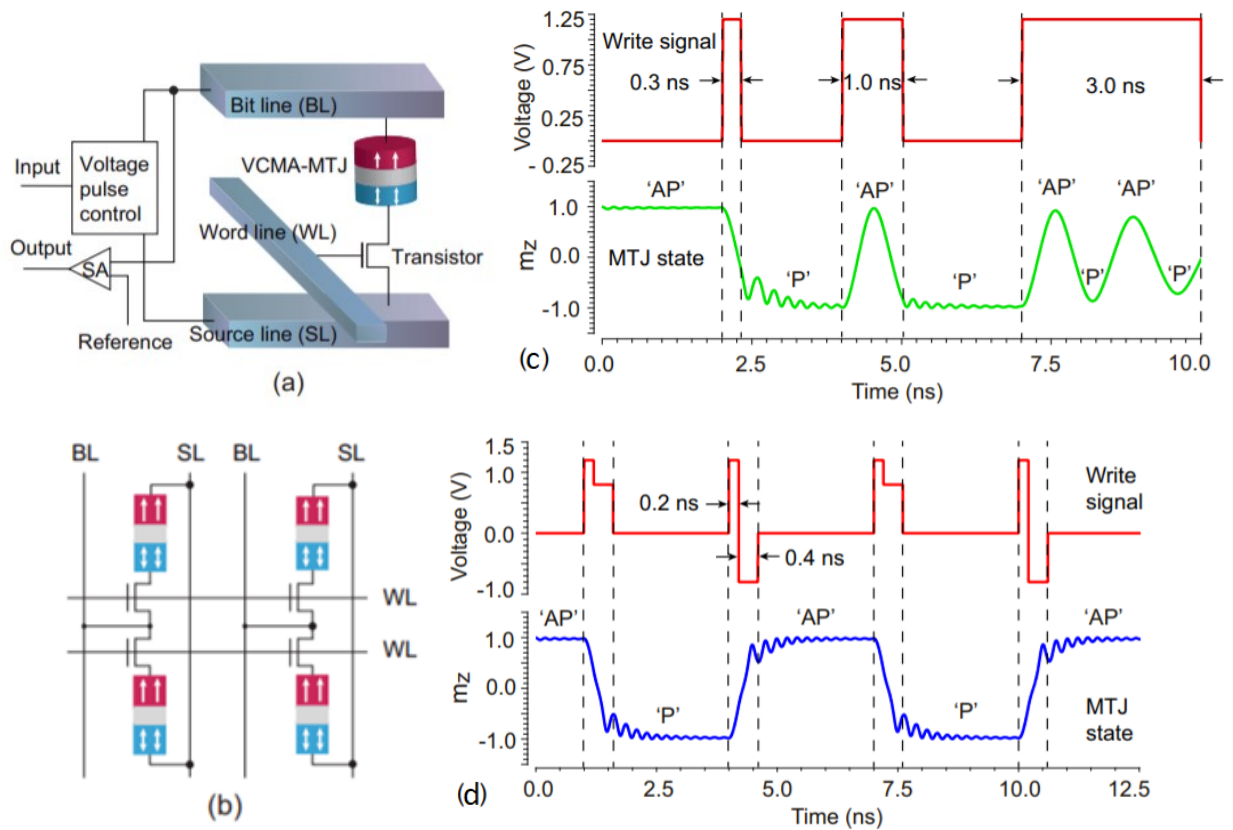 Bit line (BL)
VCMA-MTJ
Input
Voltage
pulse
control
Word line (WL)
Output
SA
Transistor
Reference
Source line (SL)
(a)
1.25
0.75
0.25
- 0.25
Voltage (V)
Write signal
0.3 ns
1.0 ns
3.0 ns
1.0
0.0
-1.0
mz
'AP'
MTJ state
'P'
'AP'
'P'
'AP'
'P'
'AP'
'P'
(c)
0.0
2.5
5.0
7.5
10.0
Time (ns)
BL
SL
BL
SL
WL
WL
(b)
1.5
1.0
0.0
-1.0
Voltage (V)
0.2 ns
0.4 ns
Write
signal
'AP'
'P'
'AP'
'P'
'AP'
1.0
0.0
-1.0
mz
MTJ
state
(d)
0.0
2.5
5.0
7.5
10.0
12.5
Time (ns)